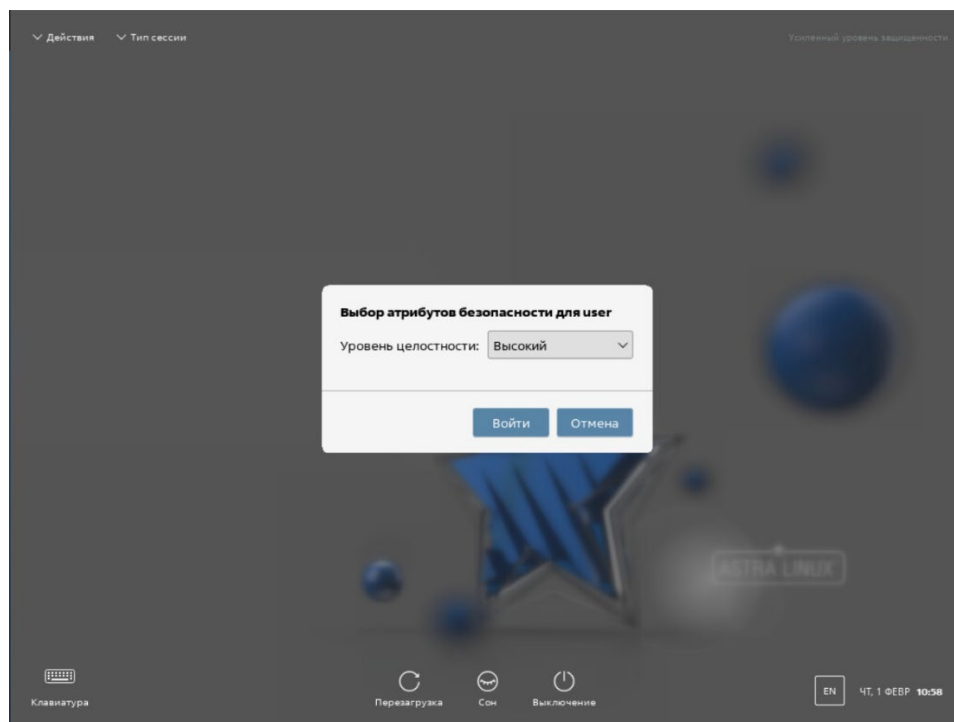 Действия Тип сессии Усиленный уровень защищенности
Выбор атрибутов безопасности для user
Уровень целостности: Высокий
Войти Отмена
ASTRA LINUX
Клавиатура Перезагрузка Сон Выключение EN ЧТ, 1 ФЕВР 10:58